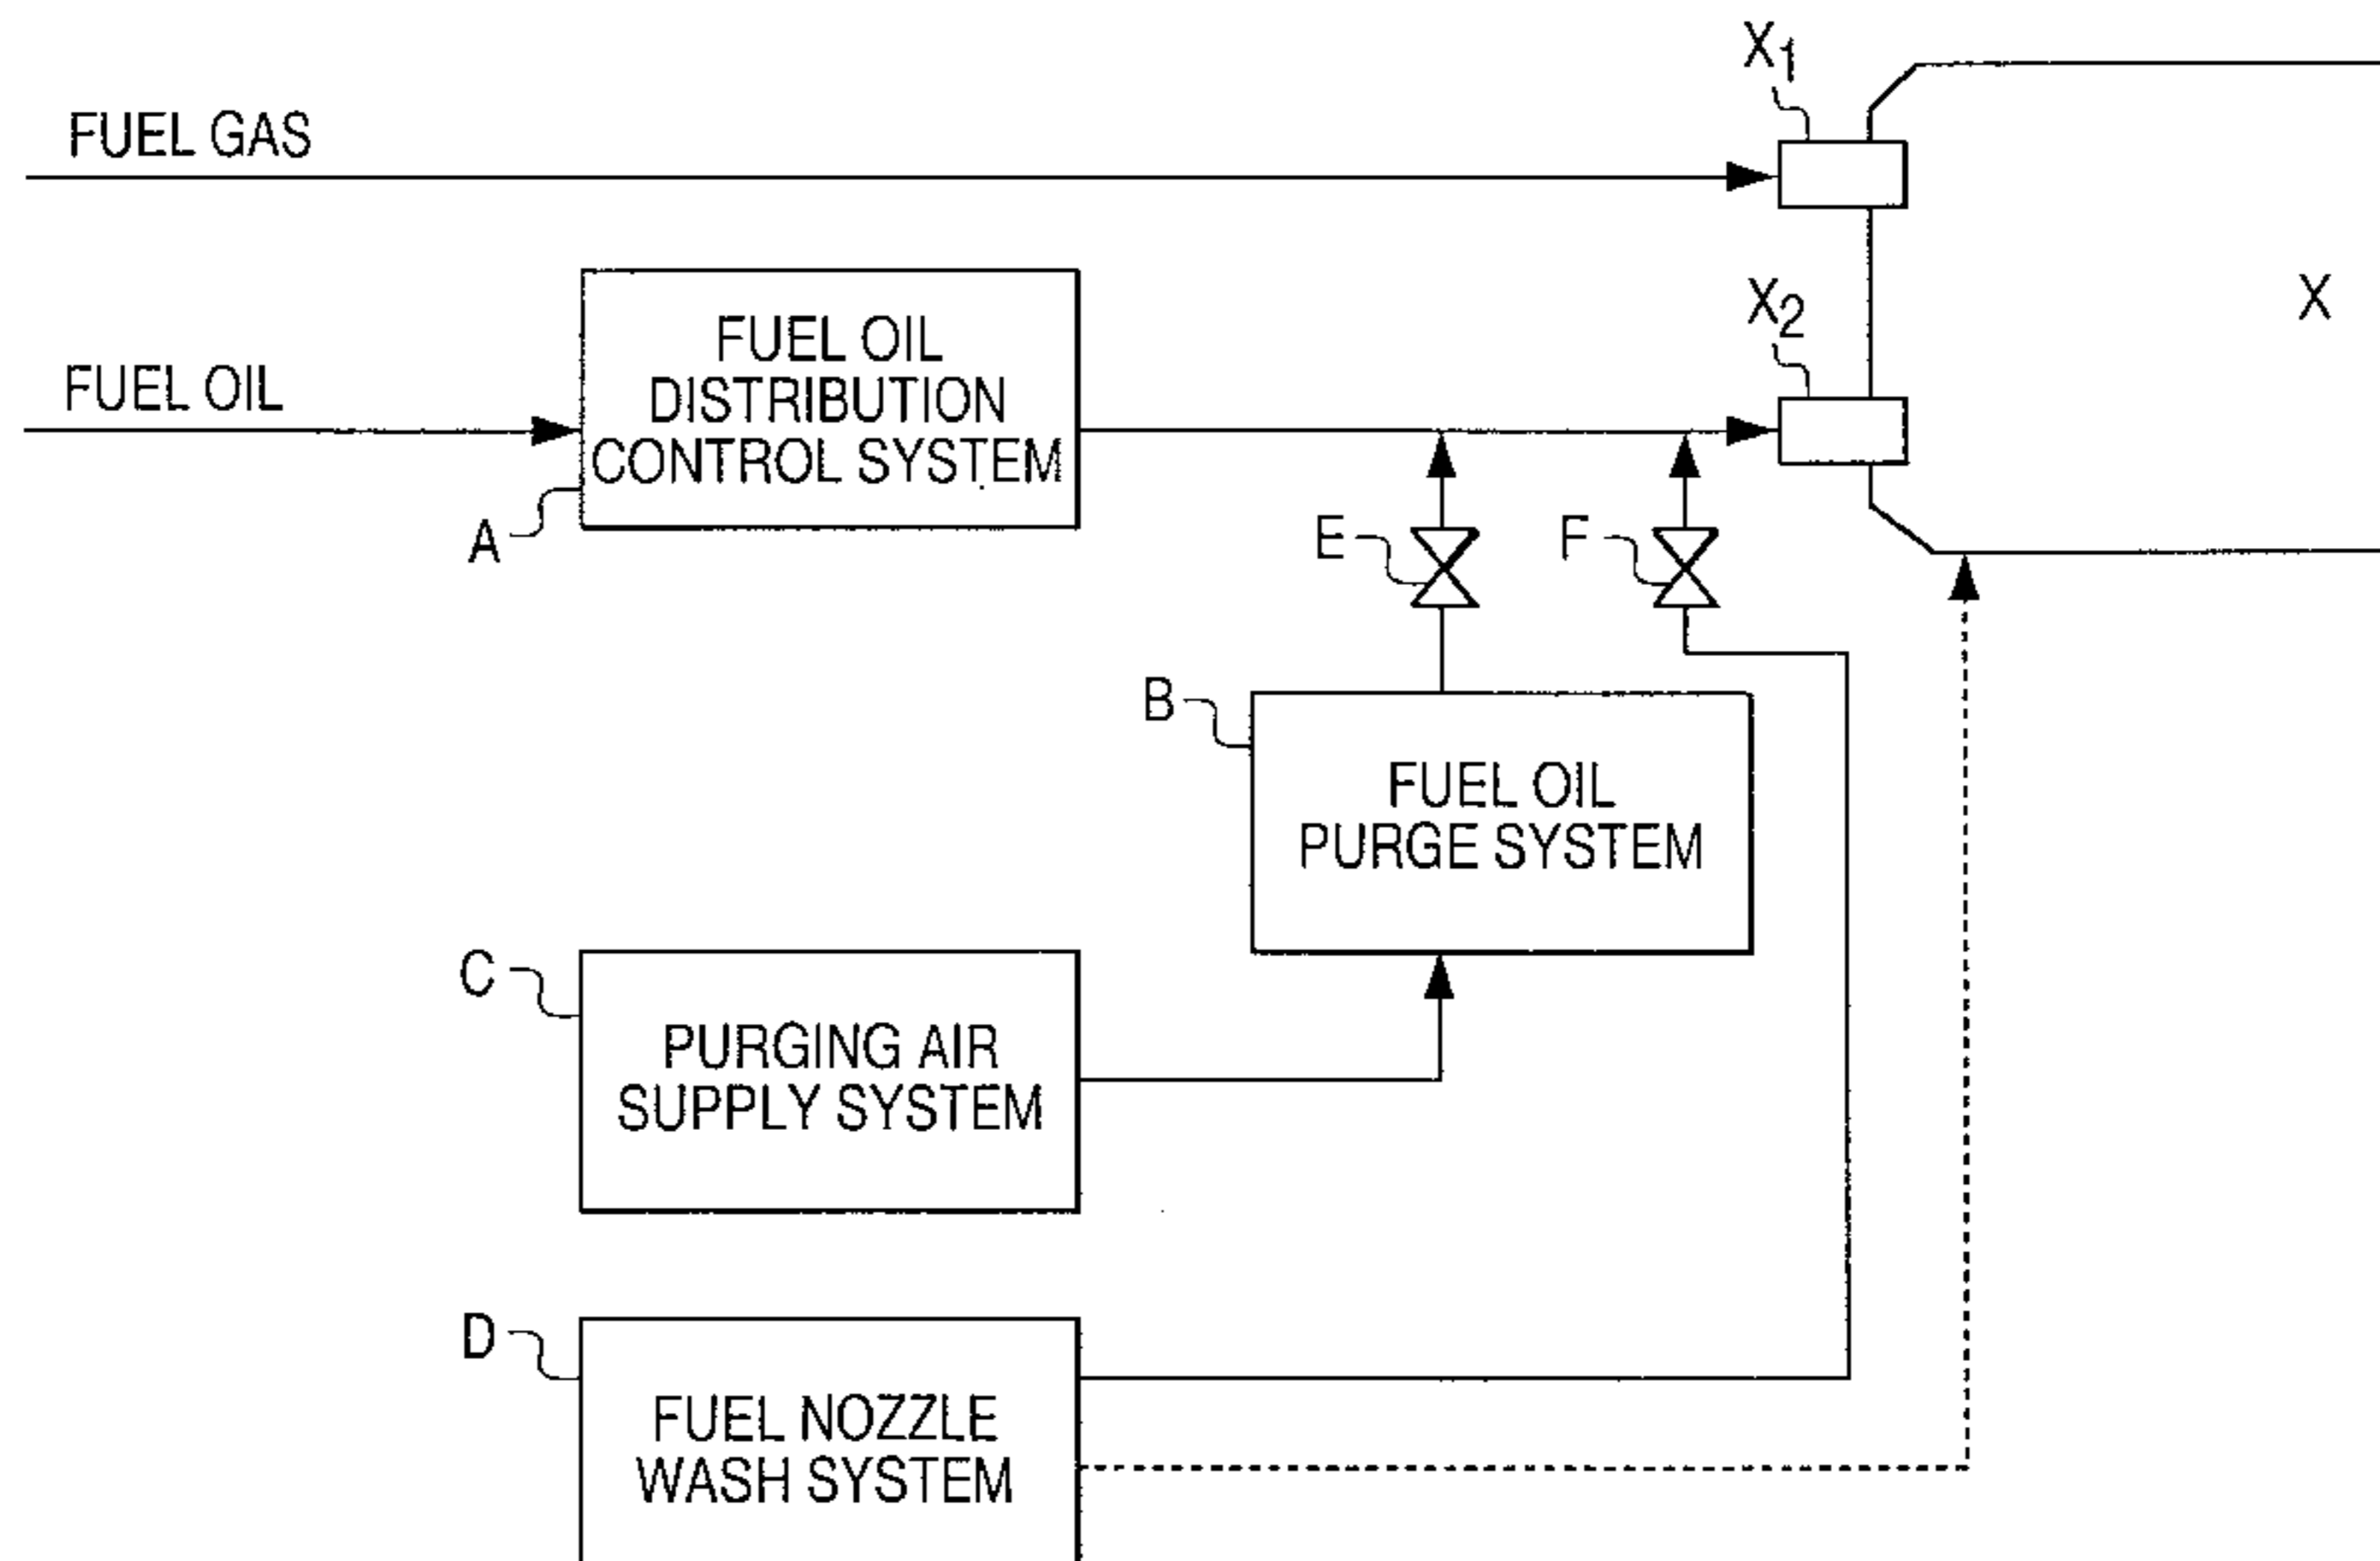 X1
FUEL GAS
X2
X
FUEL OIL
FUEL OIL
DISTRIBUTION
CONTROL SYSTEM
A
E
F
B
FUEL OIL
PURGE SYSTEM
C
PURGING AIR
SUPPLY SYSTEM
D
FUEL NOZZLE
WASH SYSTEM